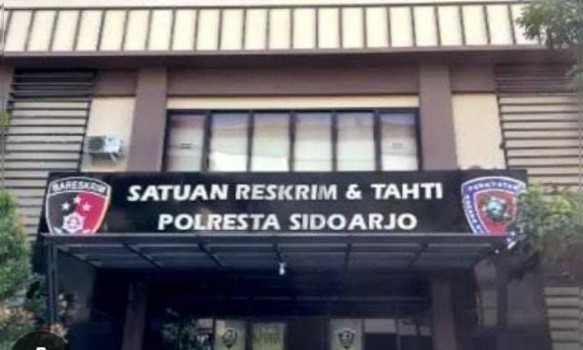 BARESKRIM
SATUAN RESKRIM & TAHTI
POLRESTA SIDOARJO